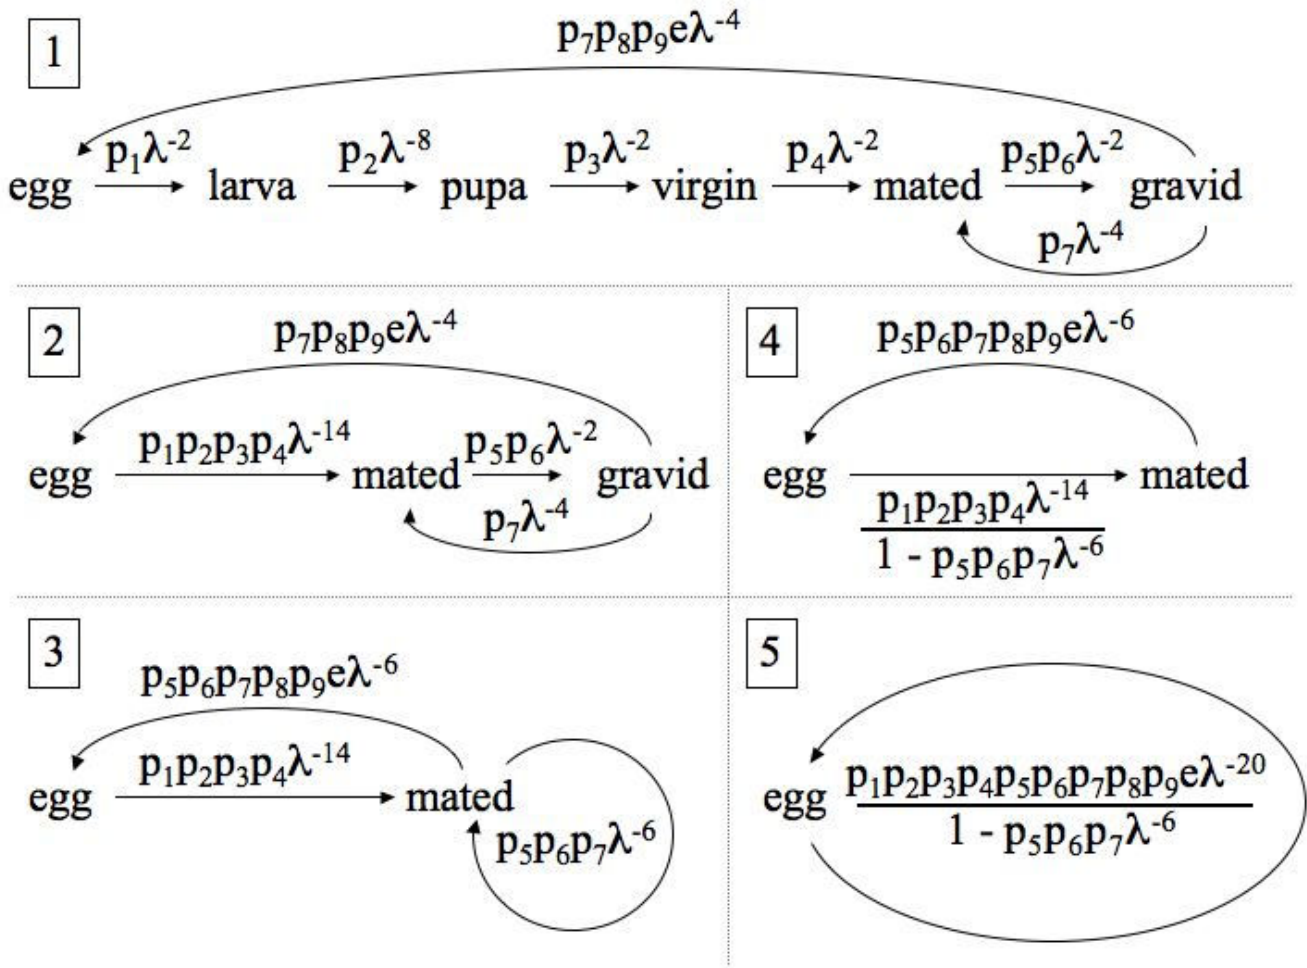 1
p₇p₈p₉eλ⁻⁴
p₁λ⁻² p₂λ⁻⁸ p₃λ⁻² p₄λ⁻² p₅p₆λ⁻²
egg larva pupa virgin mated gravid
p₇λ⁻⁴
2
p₇p₈p₉eλ⁻⁴
p₁p₂p₃p₄λ⁻¹⁴ p₅p₆λ⁻²
egg mated gravid
p₇λ⁻⁴
3
p₅p₆p₇p₈p₉eλ⁻⁶
p₁p₂p₃p₄λ⁻¹⁴
egg mated
p₅p₆p₇λ⁻⁶
4
p₅p₆p₇p₈p₉eλ⁻⁶
egg mated
p₁p₂p₃p₄λ⁻¹⁴
1 - p₅p₆p₇λ⁻⁶
5
egg p₁p₂p₃p₄p₅p₆p₇p₈p₉eλ⁻²⁰
1 - p₅p₆p₇λ⁻⁶